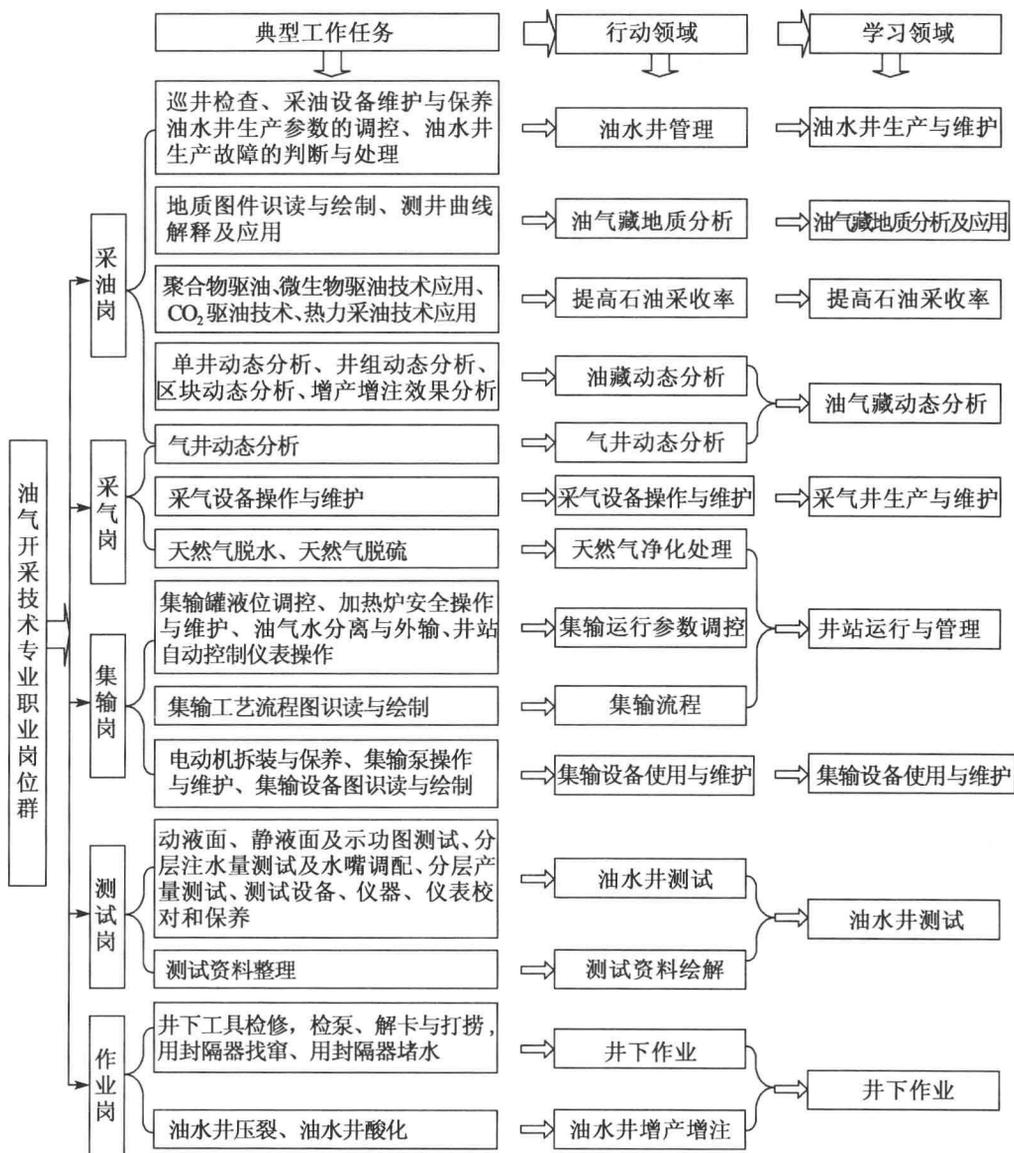 典型工作任务
行动领域
学习领域
油气开采技术专业职业岗位群
采油岗
巡井检查、采油设备维护与保养
油水井生产参数的调控、油水井
生产故障的判断与处理
油水井管理
油水井生产与维护
地质图件识读与绘制、测井曲线
解释及应用
油气藏地质分析
油气藏地质分析及应用
聚合物驱油、微生物驱油技术应用、
CO₂驱油技术、热力采油技术应用
提高石油采收率
提高石油采收率
单井动态分析、井组动态分析、
区块动态分析、增产增注效果分析
油藏动态分析
油气藏动态分析
采气岗
气井动态分析
气井动态分析
采气设备操作与维护
采气设备操作与维护
采气井生产与维护
天然气脱水、天然气脱硫
天然气净化处理
集输岗
集输罐液位调控、加热炉安全操作
与维护、油气水分离与外输、井站
自动控制仪表操作
集输运行参数调控
井站运行与管理
集输工艺流程图识读与绘制
集输流程
电动机拆装与保养、集输泵操作
与维护、集输设备图识读与绘制
集输设备使用与维护
集输设备使用与维护
测试岗
动液面、静液面及示功图测试、分
层注水量测试及水嘴调配、分层产
量测试、测试设备、仪器、仪表校
对和保养
油水井测试
油水井测试
测试资料整理
测试资料绘解
作业岗
井下工具检修，检泵、解卡与打捞，
用封隔器找窜、用封隔器堵水
井下作业
井下作业
油水井压裂、油水井酸化
油水井增产增注